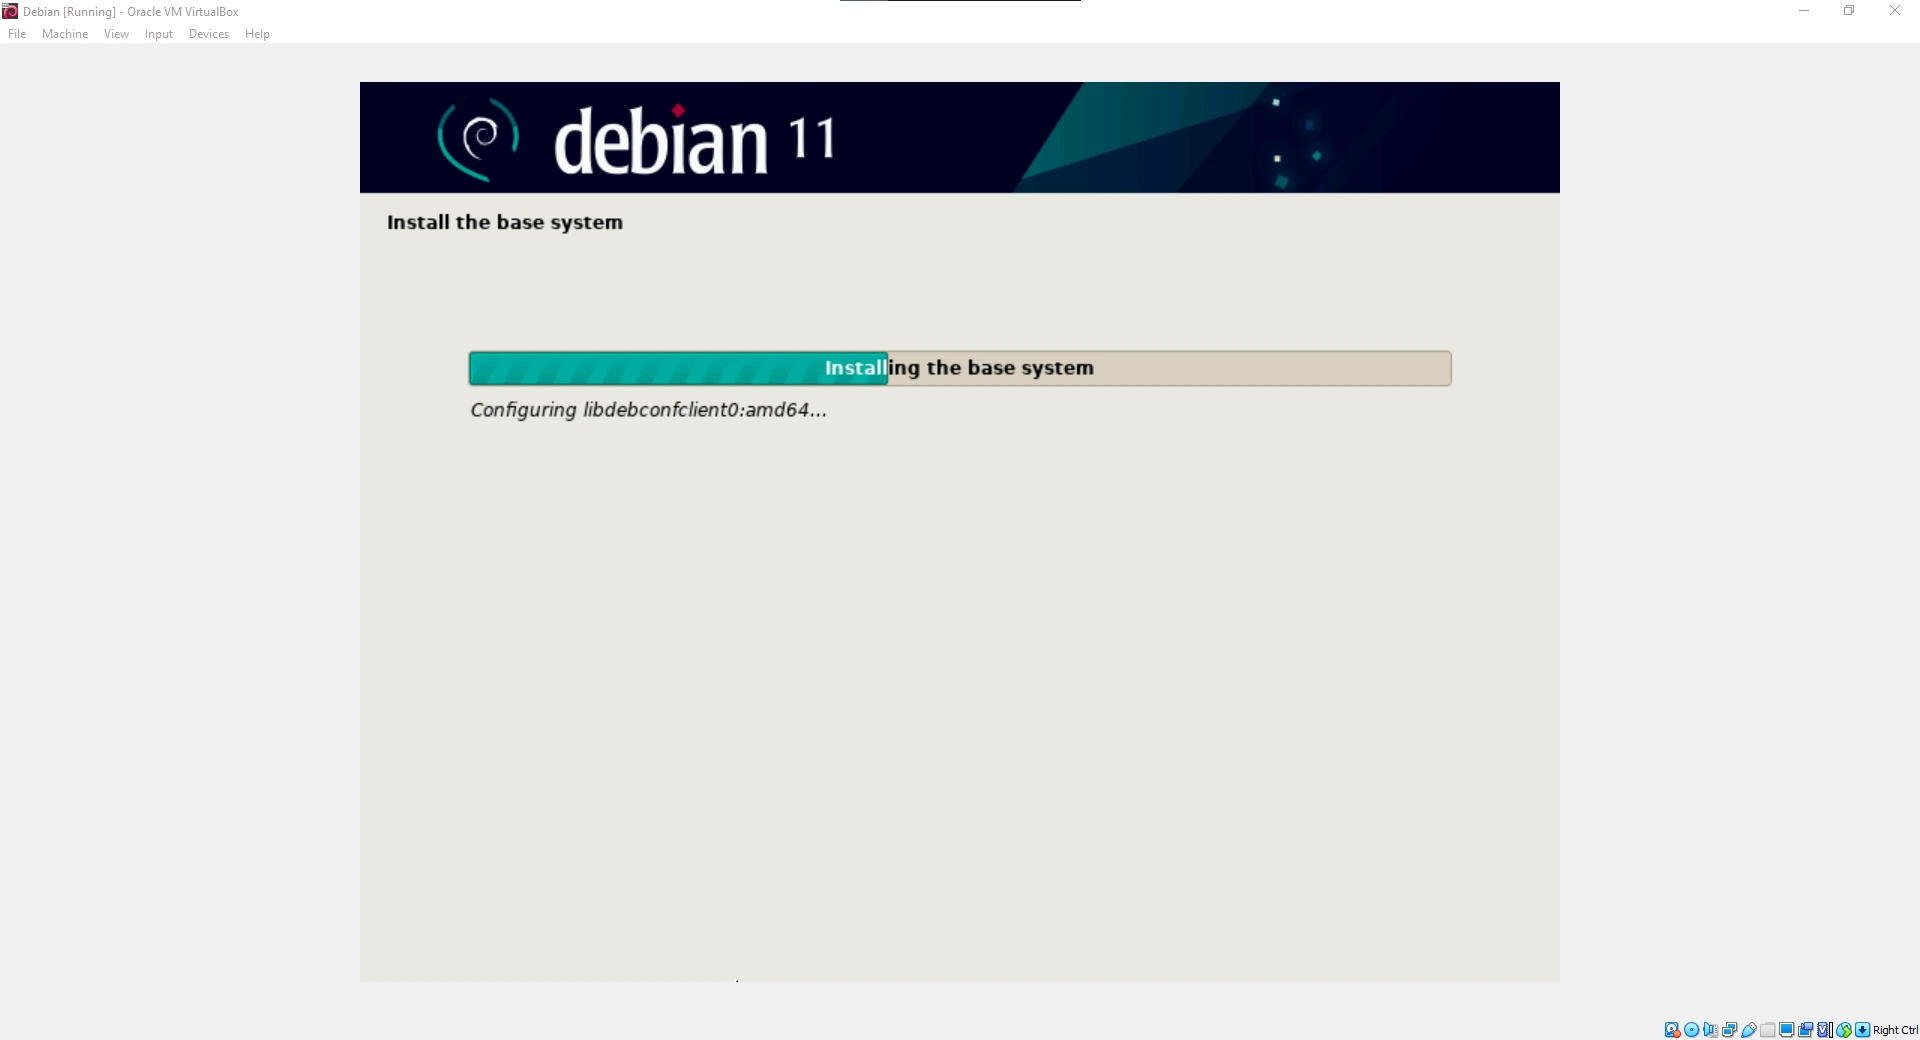 Debian [Running] - Oracle VM VirtualBox
File Machine View Input Devices Help
debian 11
Install the base system
Installing the base system
Configuring libdebconfclient0:amd64...
Right Ctrl